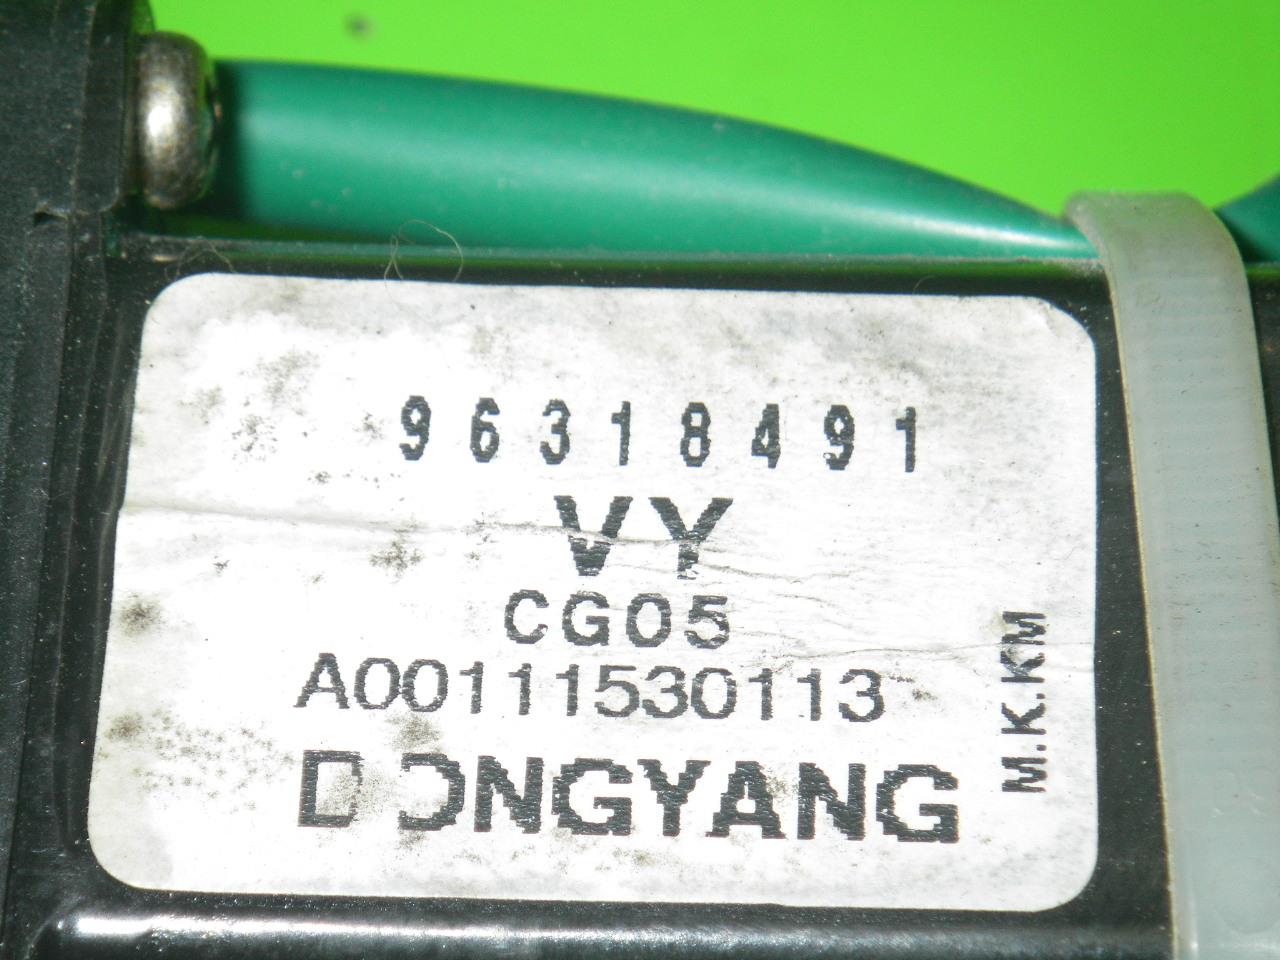 96318491
VY
CG05
A00111530113
DONGYANG
M.K.KM